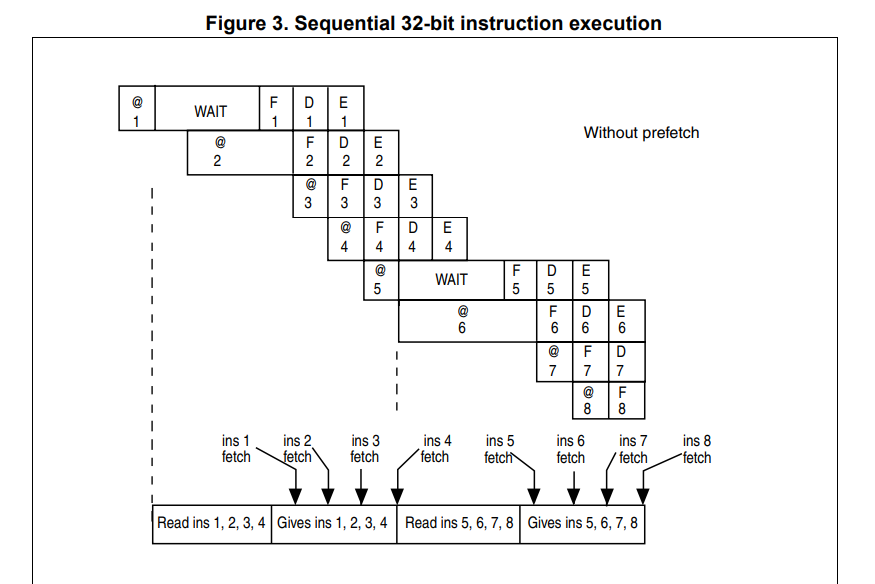 Figure 3. Sequential 32-bit instruction execution
@ WAIT F D E
1 1 1 1
@ F D E
2 2 2 2
Without prefetch
@ F D E
3 3 3 3
@ F D E
4 4 4 4
@ WAIT F D E
5 5 5 5
@ F D E
6 6 6 6
@ F D
7 7 7
@ F
8 8
ins 1 ins 2 ins 3 ins 4 ins 5 ins 6 ins 7 ins 8
fetch fetch fetch fetch fetch fetch fetch fetch
Read ins 1, 2, 3, 4 Gives ins 1, 2, 3, 4 Read ins 5, 6, 7, 8 Gives ins 5, 6, 7, 8